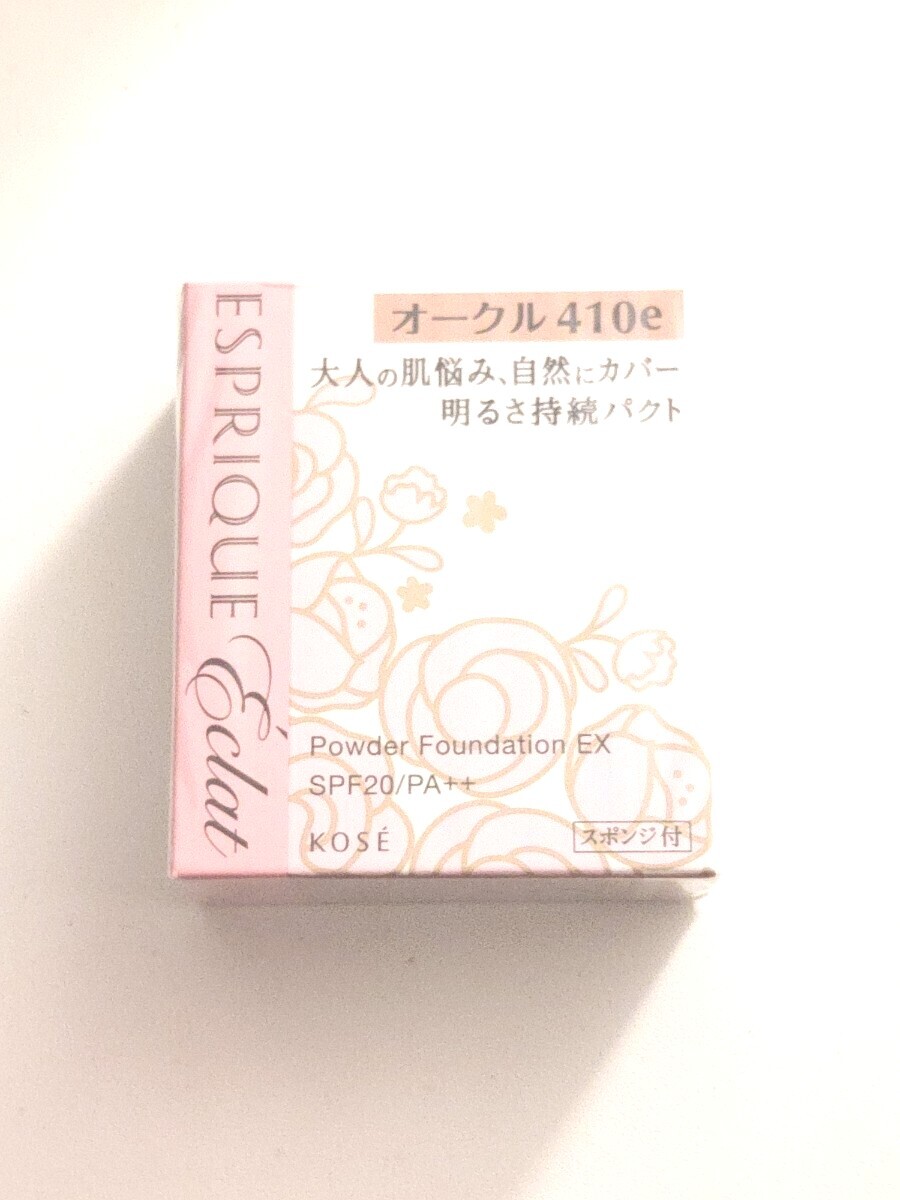 ESPRIQUE Éclat
オークル 410e
大人の肌悩み、自然にカバー
明るさ持続パクト
Powder Foundation EX
SPF20/PA++
KOSÉ
スポンジ付